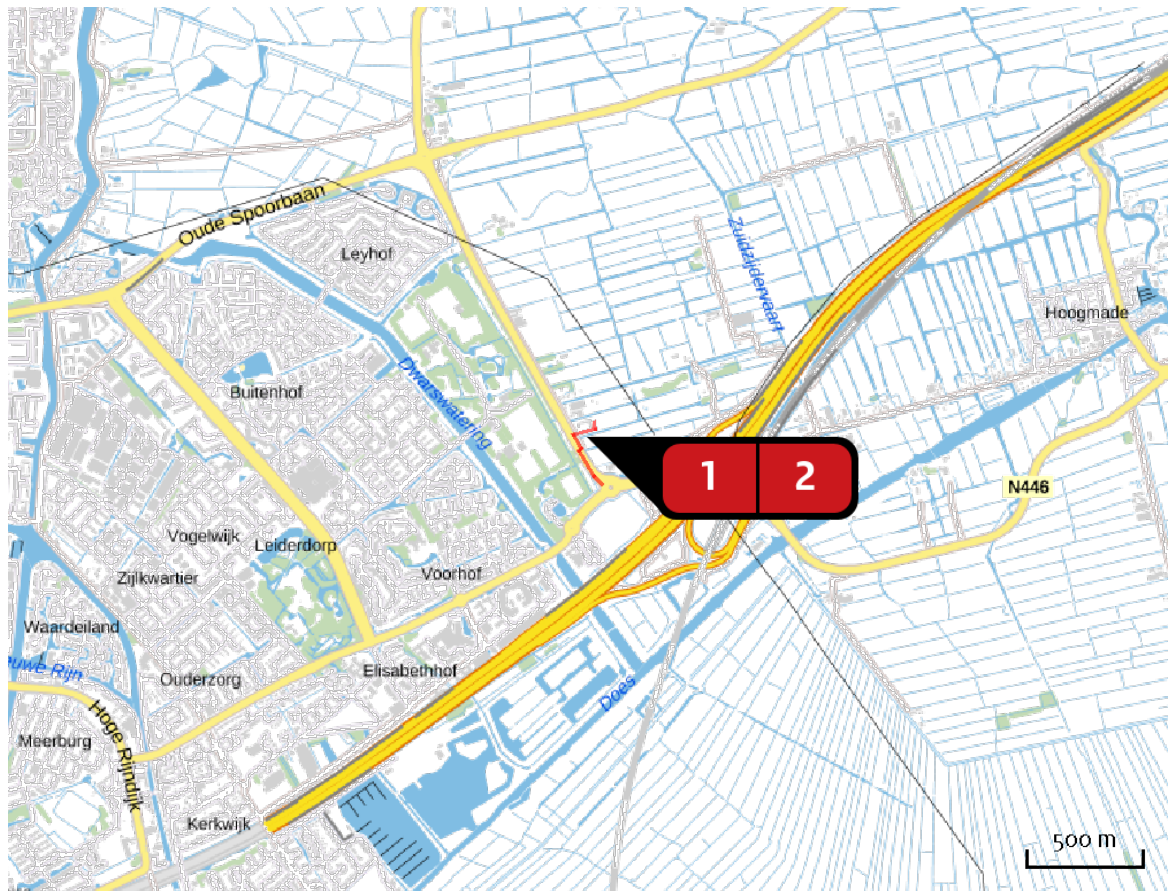 Oude Spoorbaan
Leyhof
Zuidzijdervaart
Hoogmade
Dwarswatering
Buitenhof
1 2
N446
Vogelwijk
Leiderdorp
Voorhof
Zijlkwartier
Waardeiland
euwe Rijn
Ouderzorg
Elisabethhof
Does
Hoge Rijndijk
Meerburg
Kerkwijk
500 m